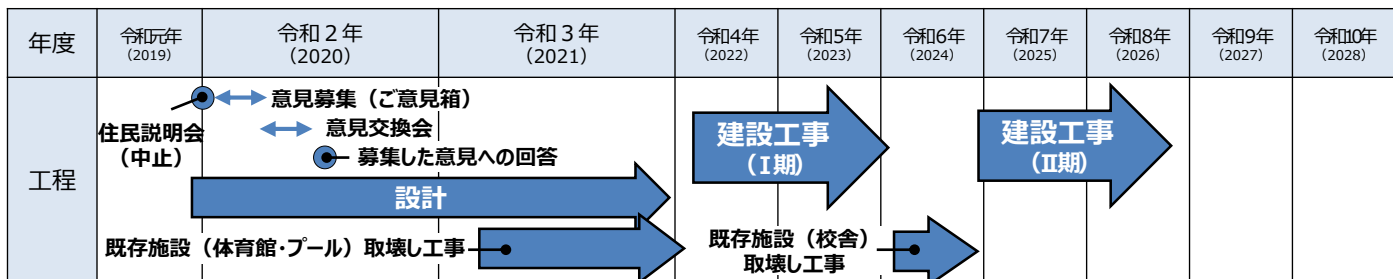 年度
令和元年
(2019)
令和２年
(2020)
令和３年
(2021)
令和4年
(2022)
令和5年
(2023)
令和6年
(2024)
令和7年
(2025)
令和8年
(2026)
令和9年
(2027)
令和10年
(2028)
工程
住民説明会
（中止）
意見募集（ご意見箱）
意見交換会
募集した意見への回答
設計
既存施設（体育館・プール）取壊し工事
建設工事
（Ⅰ期）
既存施設（校舎）
取壊し工事
建設工事
（Ⅱ期）